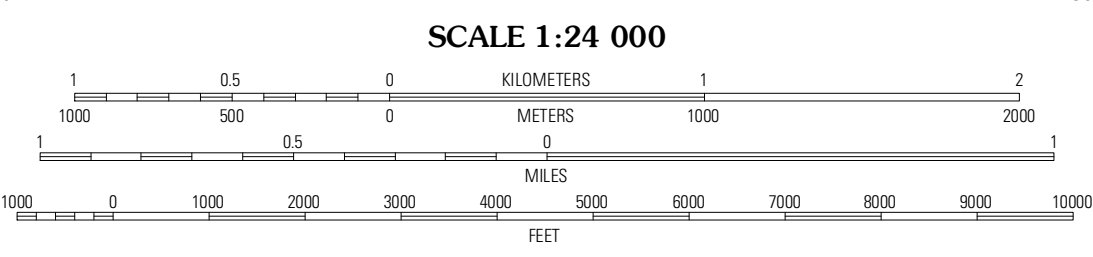 SCALE 1:24 000
1 0.5 0 KILOMETERS 1 2
1000 500 0 METERS 1000 2000
1 0.5 0 1
MILES
1000 0 1000 2000 3000 4000 5000 6000 7000 8000 9000 10000
FEET